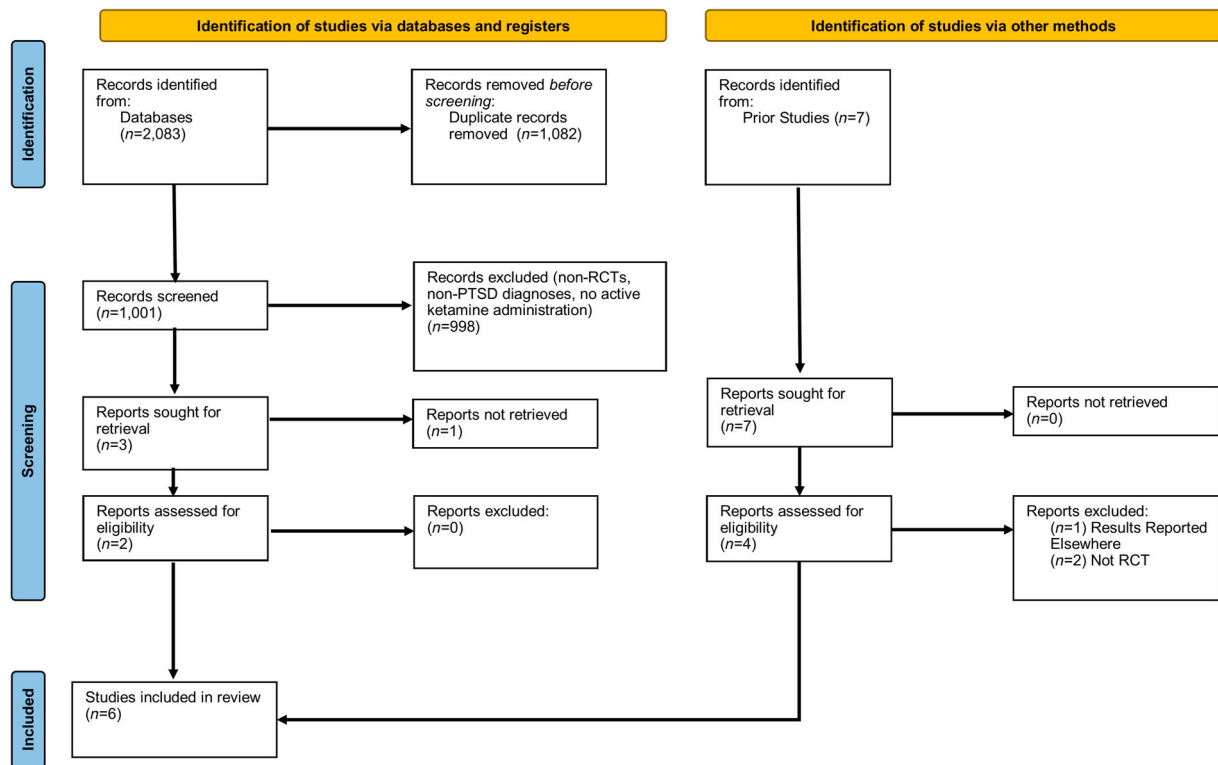 Identification of studies via databases and registers
Identification of studies via other methods
Identification
Records identified
from:
Databases
(n=2,083)
Records removed before
screening:
Duplicate records
removed (n=1,082)
Records identified
from:
Prior Studies (n=7)
Screening
Records screened
(n=1,001)
Records excluded (non-RCTs,
non-PTSD diagnoses, no active
ketamine administration)
(n=998)
Reports sought for
retrieval
(n=3)
Reports not retrieved
(n=1)
Reports sought for
retrieval
(n=7)
Reports not retrieved
(n=0)
Reports assessed for
eligibility
(n=2)
Reports excluded:
(n=0)
Reports assessed for
eligibility
(n=4)
Reports excluded:
(n=1) Results Reported
Elsewhere
(n=2) Not RCT
Included
Studies included in review
(n=6)